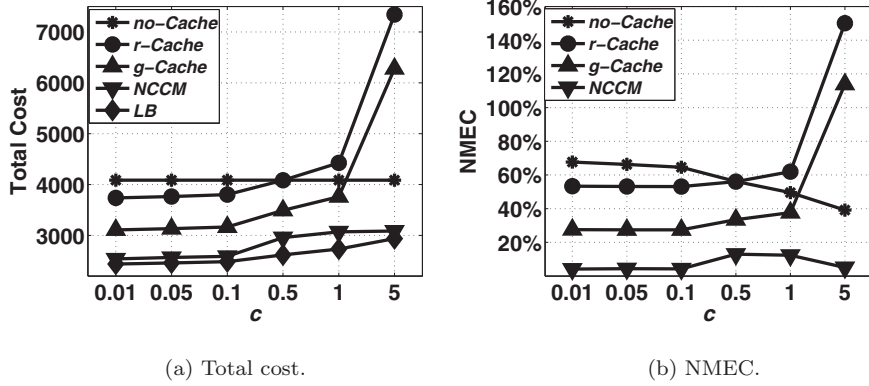 no-Cache
r-Cache
g-Cache
NCCM
LB
7000
6000
5000
4000
3000
Total Cost
0.01 0.05 0.1 0.5 1 5
c
(a) Total cost.
no-Cache
r-Cache
g-Cache
NCCM
160%
140%
120%
100%
80%
60%
40%
20%
NMEC
0.01 0.05 0.1 0.5 1 5
c
(b) NMEC.